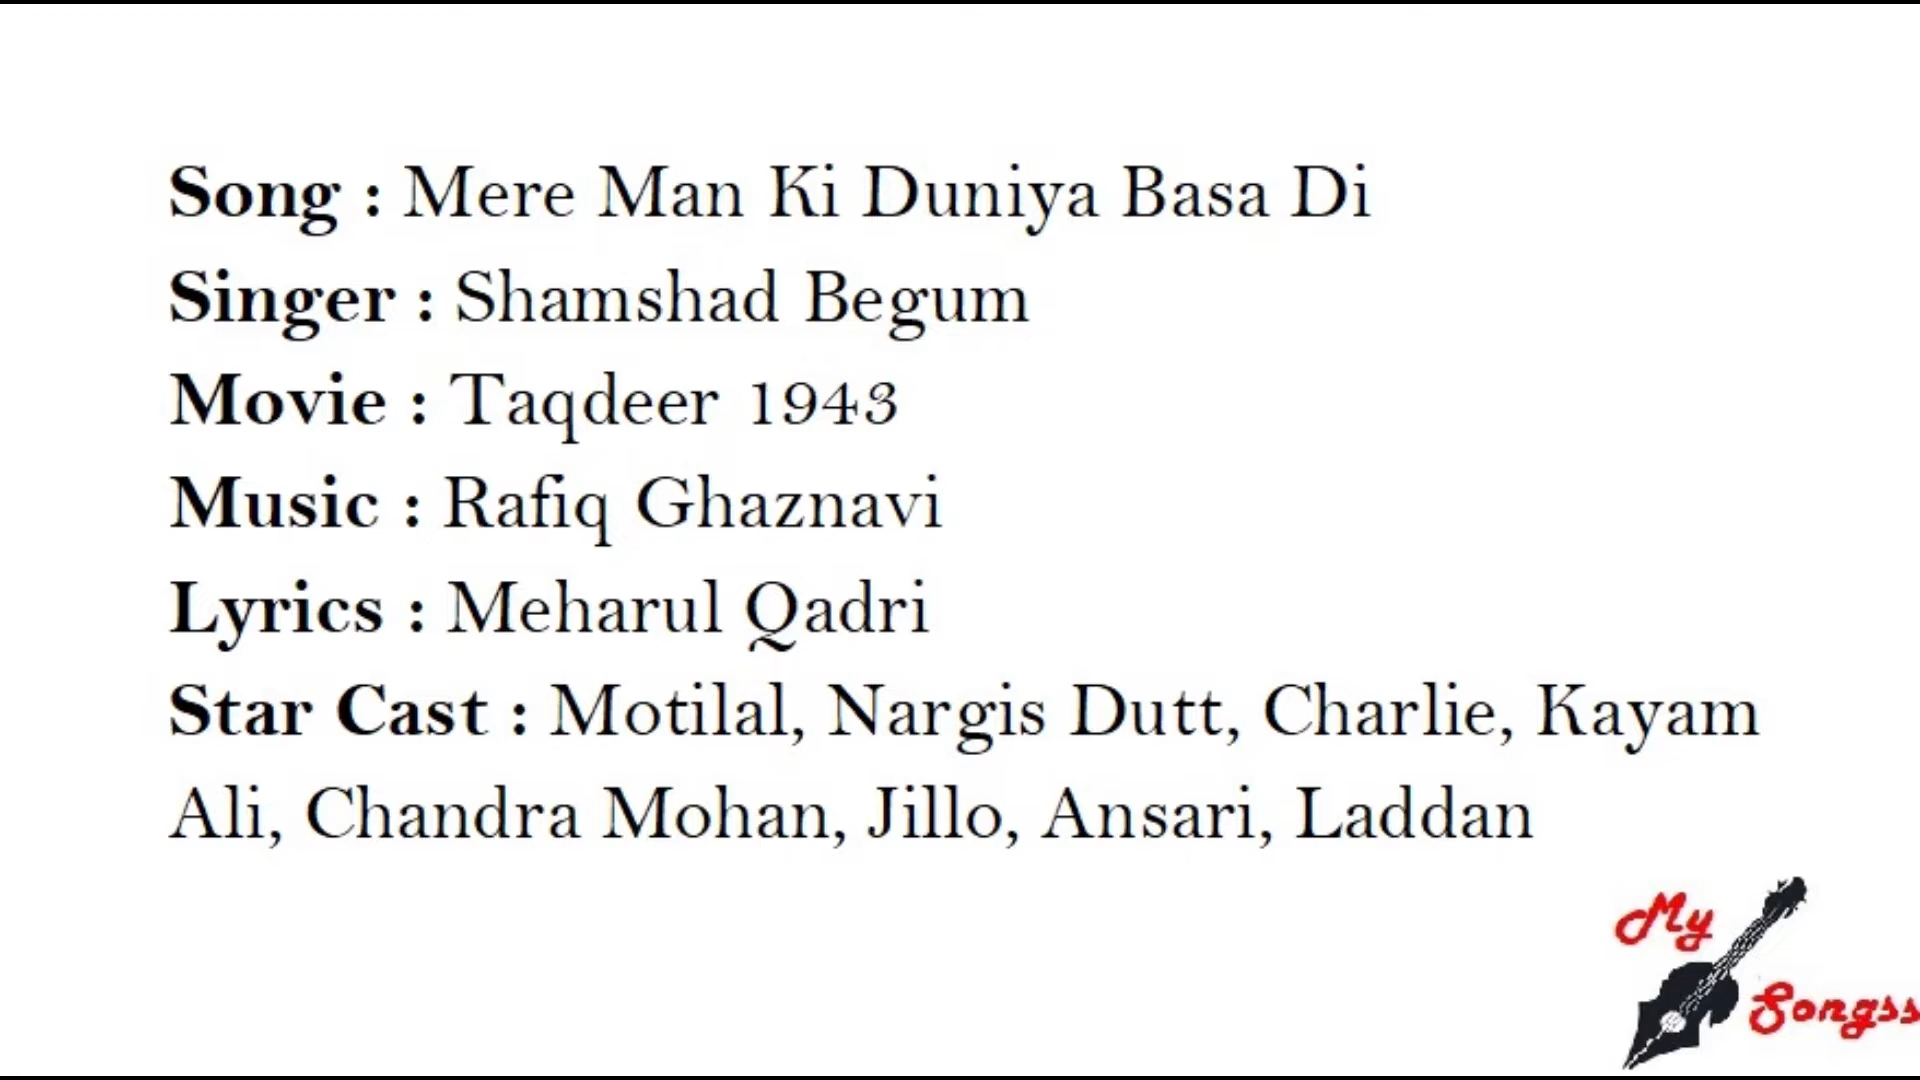 Song : Mere Man Ki Duniya Basa Di
Singer : Shamshad Begum
Movie : Taqdeer 1943
Music : Rafiq Ghaznavi
Lyrics : Meharul Qadri
Star Cast : Motilal, Nargis Dutt, Charlie, Kayam
Ali, Chandra Mohan, Jillo, Ansari, Laddan
My
Songss